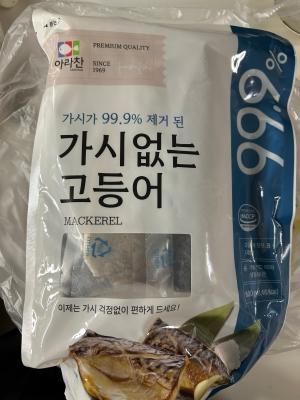 아라찬
PREMIUM QUALITY
SINCE
1969
99.9%
가시가 99.9% 제거 된
가시없는
고등어
MACKEREL
HACCP
이제는 가시 걱정없이 편하게 드세요!